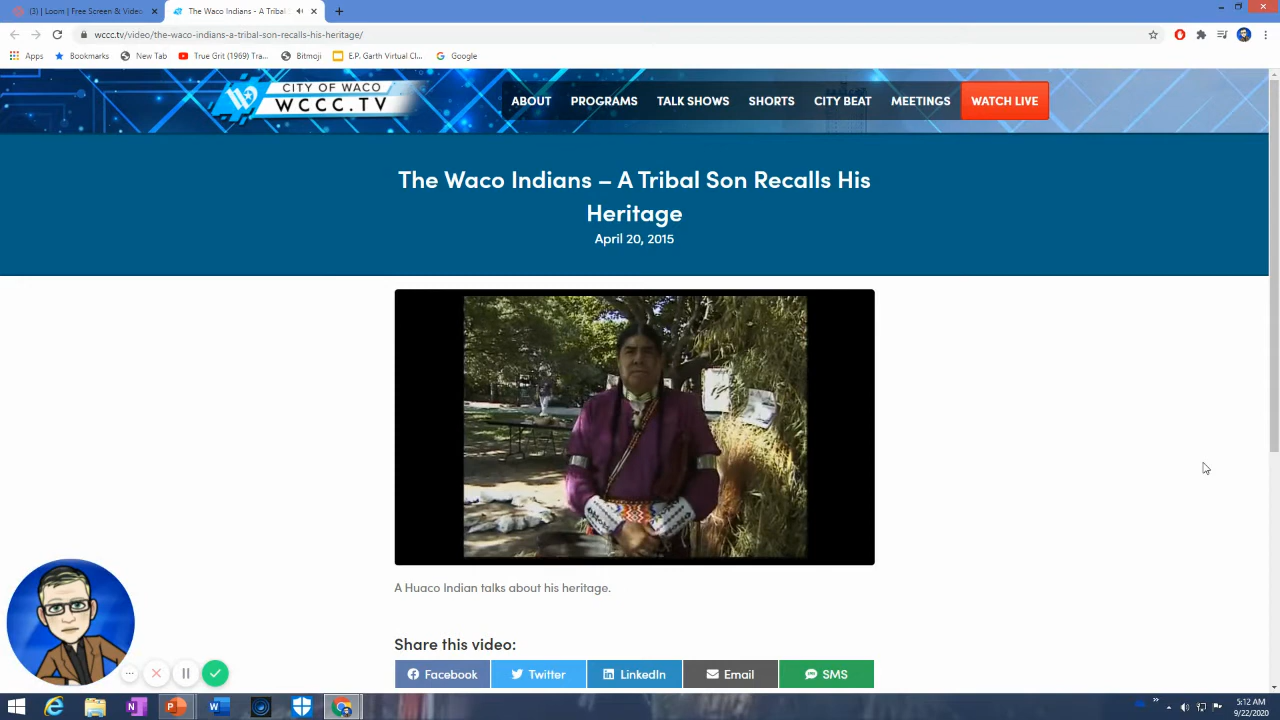 (3) | Loom | Free Screen & Video
The Waco Indians - A Tribal
wccc.tv/video/the-waco-indians-a-tribal-son-recalls-his-heritage/
Apps Bookmarks New Tab True Grit (1969) Tra... Bitmoji E.P. Garth Virtual Cl... Google
CITY OF WACO
WCCC.TV
ABOUT PROGRAMS TALK SHOWS SHORTS CITY BEAT MEETINGS WATCH LIVE
The Waco Indians – A Tribal Son Recalls His
Heritage
April 20, 2015
A Huaco Indian talks about his heritage.
Share this video:
Facebook Twitter LinkedIn Email SMS
5:12 AM
9/22/2020